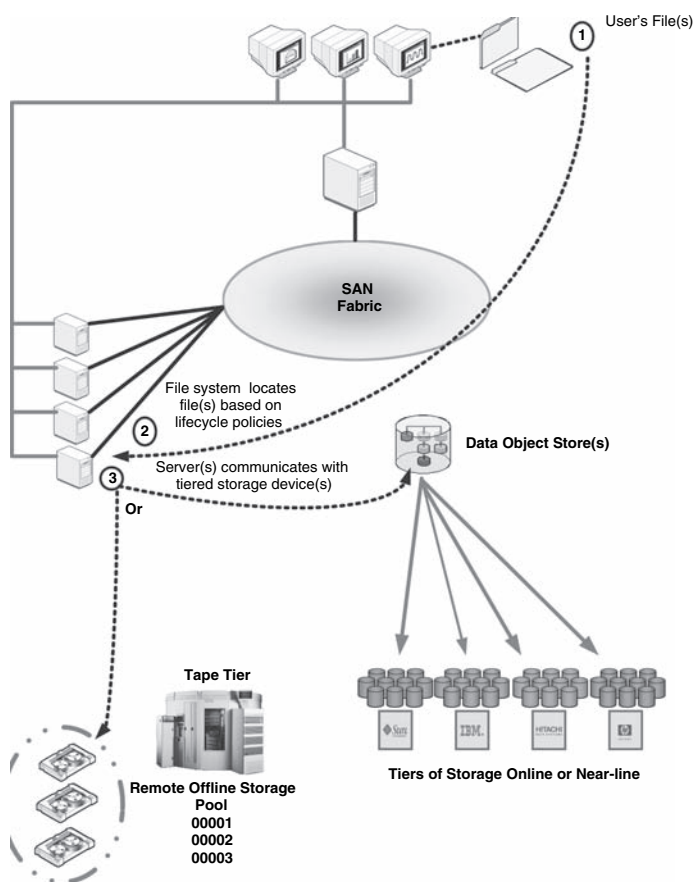 1
User's File(s)
SAN
Fabric
File system locates
file(s) based on
lifecycle policies
2
Server(s) communicates with
tiered storage device(s)
3
Or
Data Object Store(s)
Tape Tier
Remote Offline Storage
Pool
00001
00002
00003
Sun
IBM.
HITACHI
hp
Tiers of Storage Online or Near-line